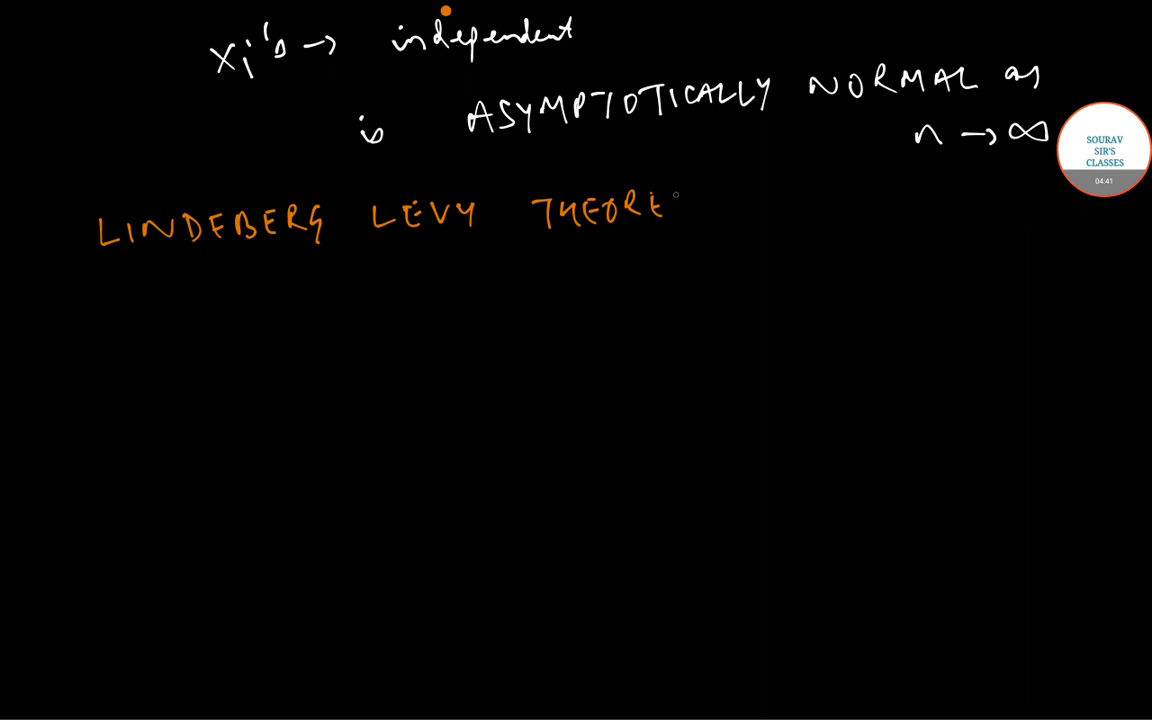 Xi's → independent
is ASYMPTOTICALLY NORMAL as
n → ∞
SOURAV
SIR'S
CLASSES
04:41
LINDEBERG LEVY THEORE